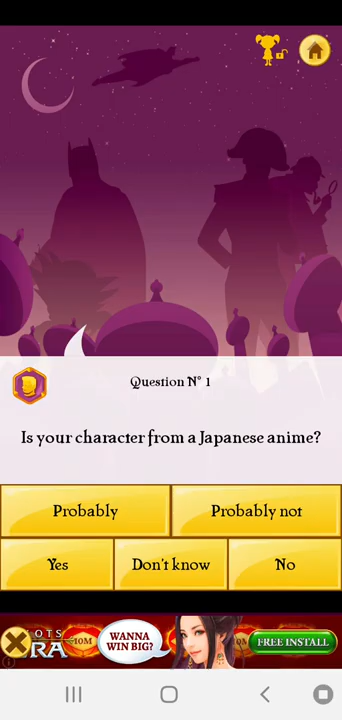 Question N° 1
Is your character from a Japanese anime?
Probably
Probably not
Yes
Don't know
No
10M
WANNA
WIN BIG?
FREE INSTALL